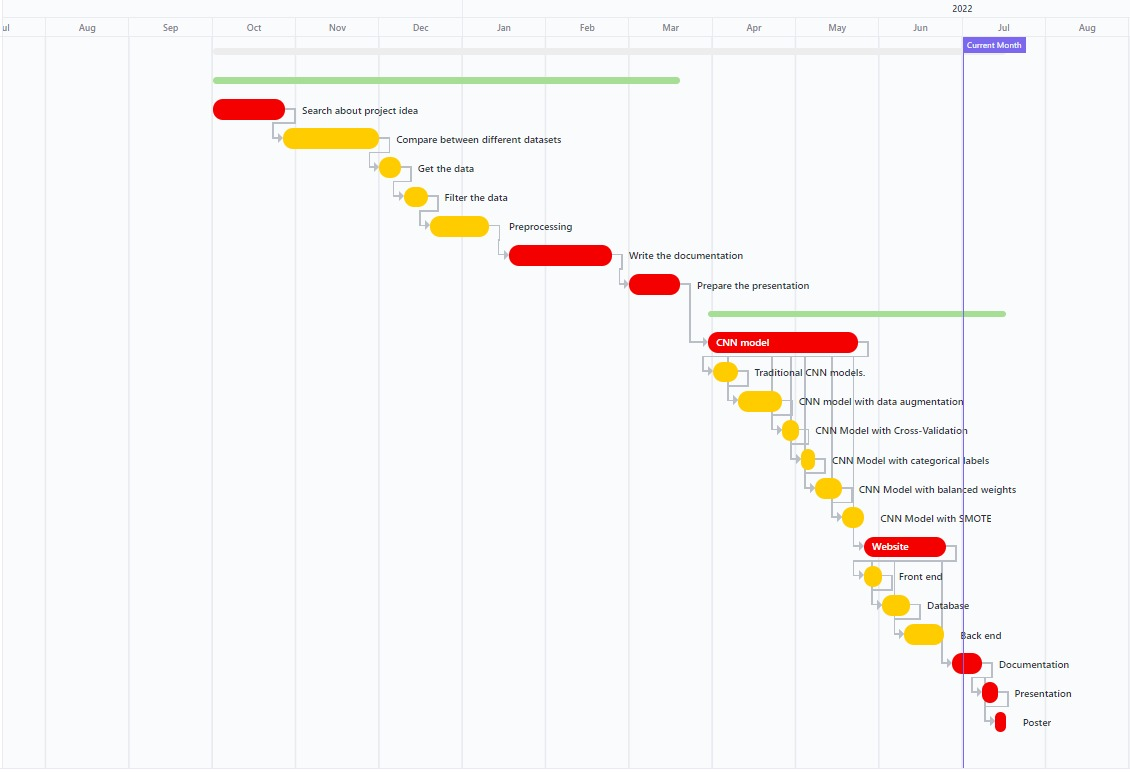 2022
ul Aug Sep Oct Nov Dec Jan Feb Mar Apr May Jun Jul Aug
Current Month
Search about project idea
Compare between different datasets
Get the data
Filter the data
Preprocessing
Write the documentation
Prepare the presentation
CNN model
Traditional CNN models.
CNN model with data augmentation
CNN Model with Cross-Validation
CNN Model with categorical labels
CNN Model with balanced weights
CNN Model with SMOTE
Website
Front end
Database
Back end
Documentation
Presentation
Poster